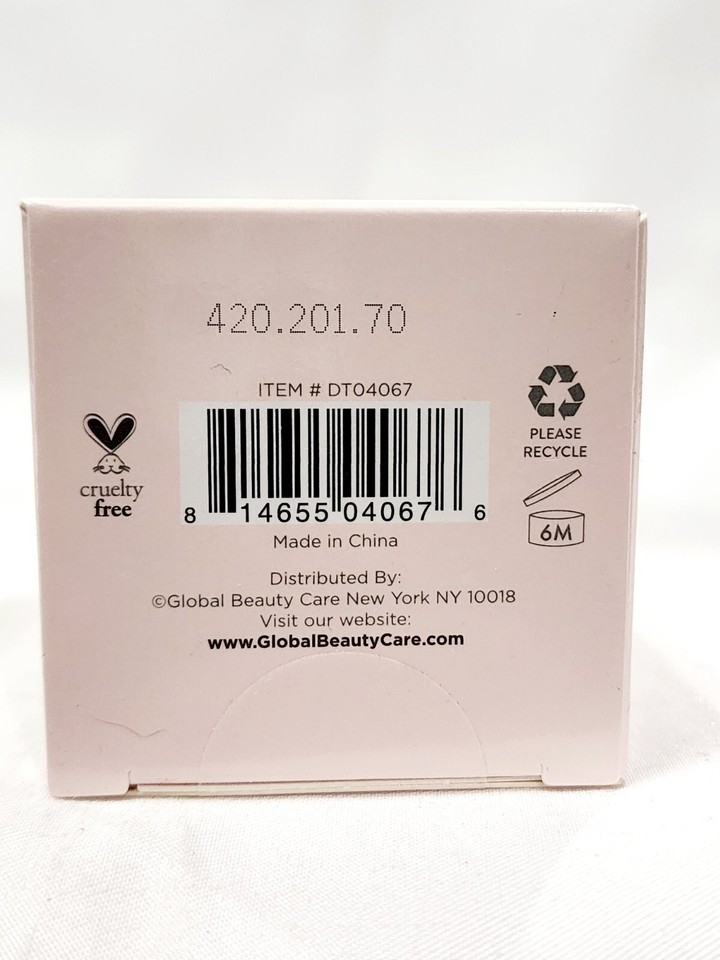 420.201.70
ITEM # DT04067
8 14655 04067 6
Made in China
Distributed By:
©Global Beauty Care New York NY 10018
Visit our website:
www.GlobalBeautyCare.com
cruelty
free
PLEASE
RECYCLE
6M